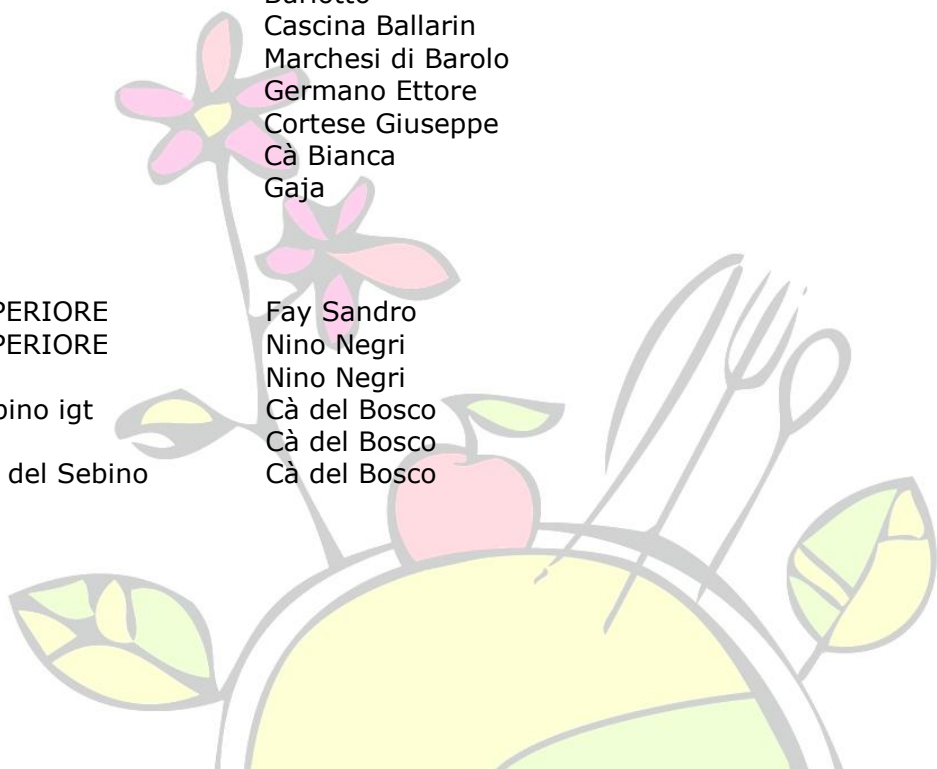 Cascina Ballarin
Marchesi di Barolo
Germano Ettore
Cortese Giuseppe
Cà Bianca
Gaja
PERIORE Fay Sandro
PERIORE Nino Negri
Nino Negri
igt Cà del Bosco
Cà del Bosco
del Sebino Cà del Bosco